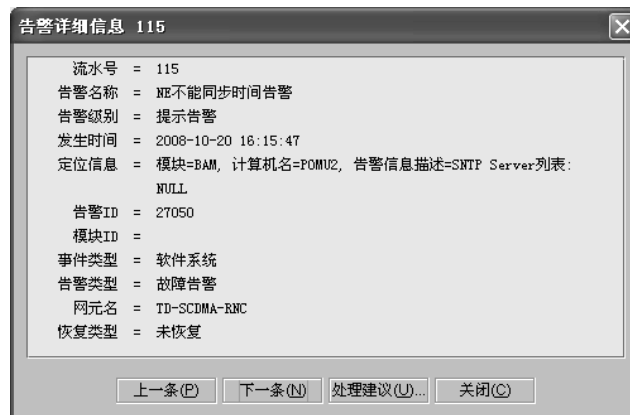 告警详细信息 115
流水号 = 115
告警名称 = NE不能同步时间告警
告警级别 = 提示告警
发生时间 = 2008-10-20 16:15:47
定位信息 = 模块=BAM, 计算机名=POMU2, 告警信息描述=SNTP Server列表:
NULL
告警ID = 27050
模块ID =
事件类型 = 软件系统
告警类型 = 故障告警
网元名 = TD-SCDMA-RNC
恢复类型 = 未恢复
上一条(P) 下一条(N) 处理建议(U)... 关闭(C)